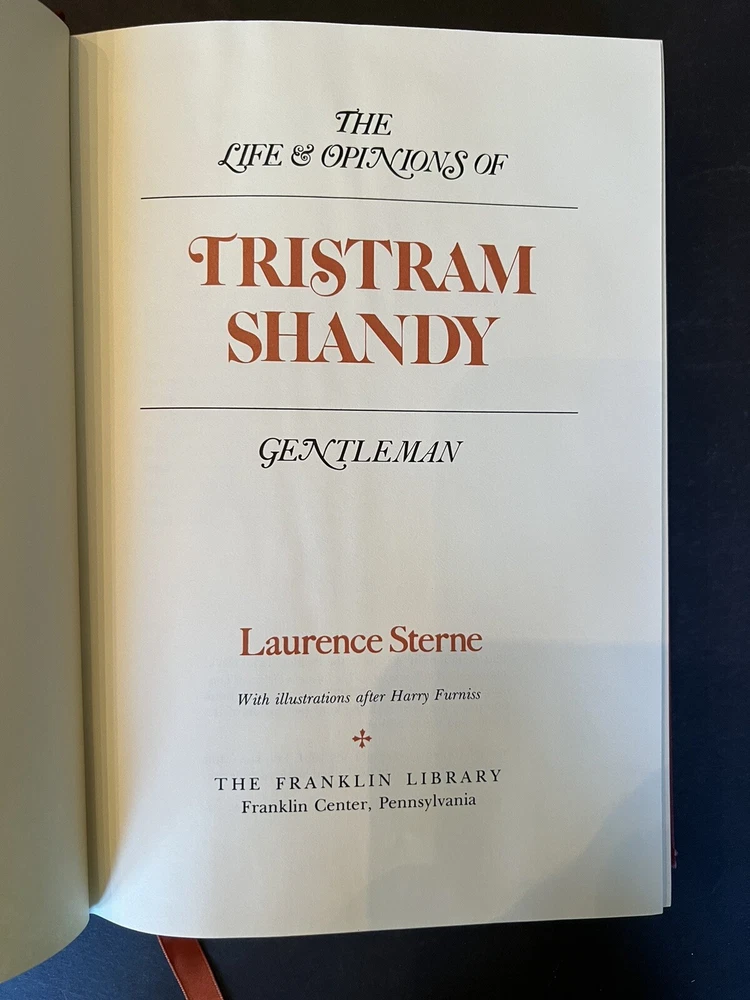 THE
LIFE & OPINIONS OF
TRISTRAM
SHANDY
GENTLEMAN
Laurence Sterne
With illustrations after Harry Furniss
THE FRANKLIN LIBRARY
Franklin Center, Pennsylvania